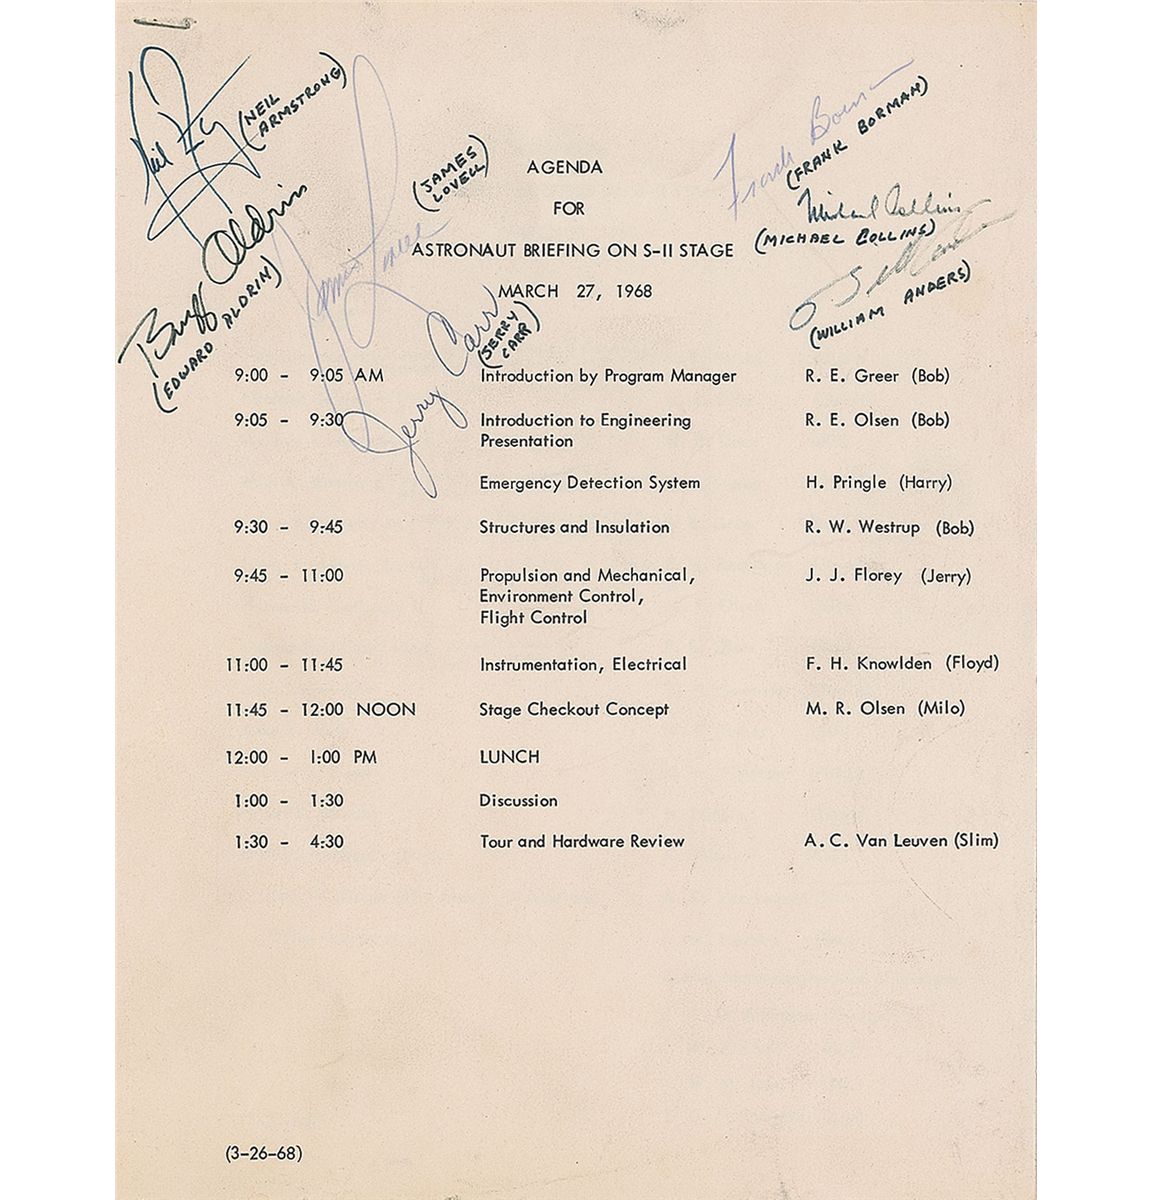 Neil Armstrong (NEIL
ARMSTRONG)
Buzz Aldrin
(EDWARD ALDRIN)
James Lovell
(JAMES
LOVELL)
Jerry Carr
(JERRY
CARR)
Frank Borman
(FRANK BORMAN)
Michael Collins
(MICHAEL COLLINS)
(WILLIAM ANDERS)
AGENDA
FOR
ASTRONAUT BRIEFING ON S-II STAGE
MARCH 27, 1968
9:00 - 9:05 AM Introduction by Program Manager R. E. Greer (Bob)
9:05 - 9:30 Introduction to Engineering R. E. Olsen (Bob)
Presentation
Emergency Detection System H. Pringle (Harry)
9:30 - 9:45 Structures and Insulation R. W. Westrup (Bob)
9:45 - 11:00 Propulsion and Mechanical, J. J. Florey (Jerry)
Environment Control,
Flight Control
11:00 - 11:45 Instrumentation, Electrical F. H. Knowlden (Floyd)
11:45 - 12:00 NOON Stage Checkout Concept M. R. Olsen (Milo)
12:00 - 1:00 PM LUNCH
1:00 - 1:30 Discussion
1:30 - 4:30 Tour and Hardware Review A. C. Van Leuven (Slim)
(3-26-68)